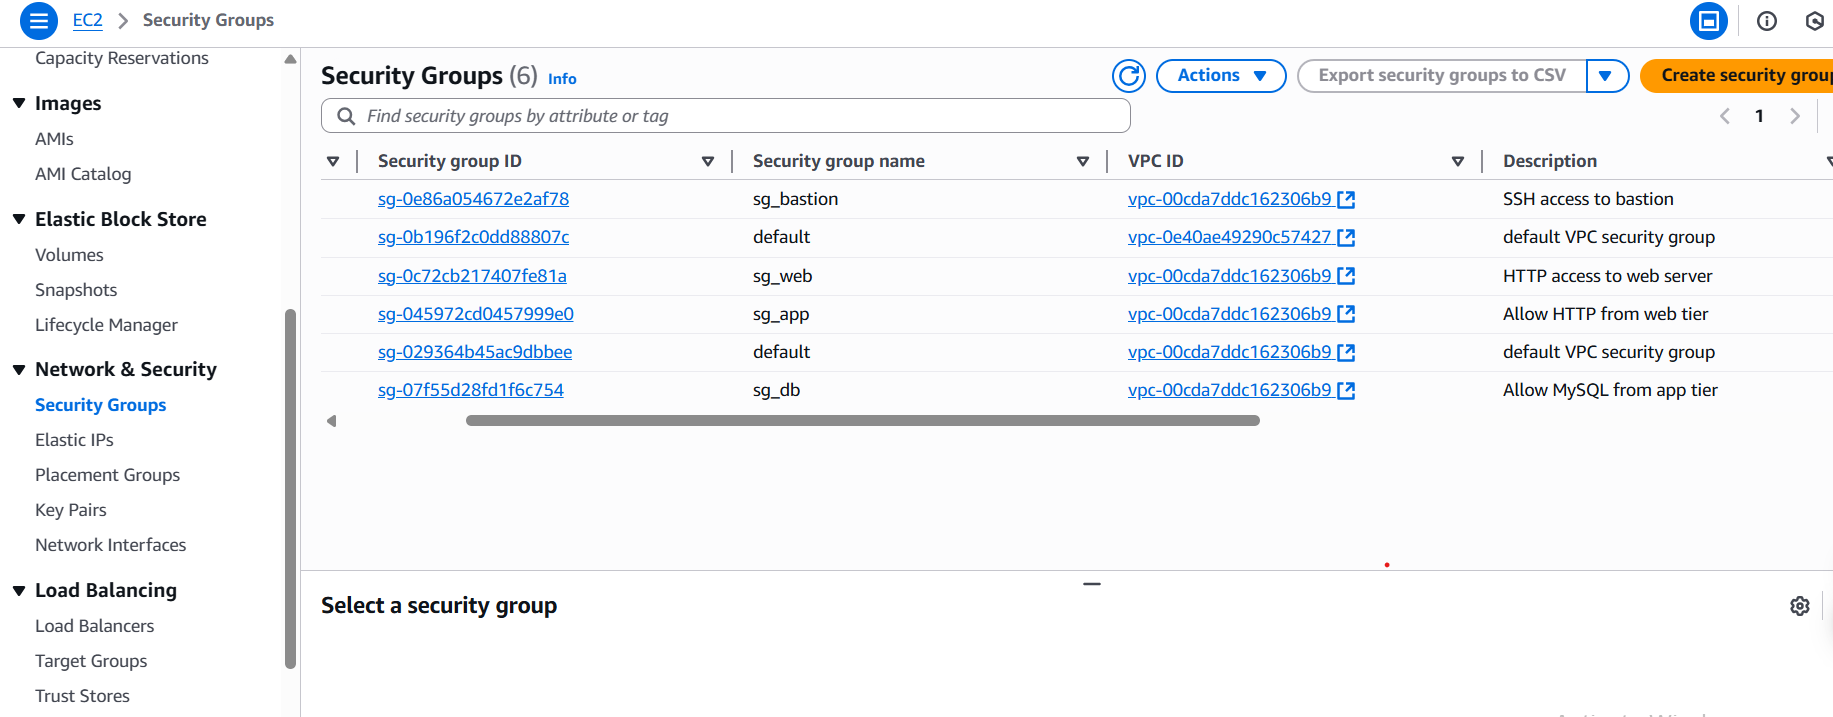 EC2 > Security Groups
Capacity Reservations
Images
AMIs
AMI Catalog
Elastic Block Store
Volumes
Snapshots
Lifecycle Manager
Network & Security
Security Groups
Elastic IPs
Placement Groups
Key Pairs
Network Interfaces
Load Balancing
Load Balancers
Target Groups
Trust Stores
Security Groups (6) Info
Actions
Export security groups to CSV
Create security group
Find security groups by attribute or tag
1
Security group ID Security group name VPC ID Description
sg-0e86a054672e2af78 sg_bastion vpc-00cda7ddc162306b9 SSH access to bastion
sg-0b196f2c0dd88807c default vpc-0e40ae49290c57427 default VPC security group
sg-0c72cb217407fe81a sg_web vpc-00cda7ddc162306b9 HTTP access to web server
sg-045972cd0457999e0 sg_app vpc-00cda7ddc162306b9 Allow HTTP from web tier
sg-029364b45ac9dbbee default vpc-00cda7ddc162306b9 default VPC security group
sg-07f55d28fd1f6c754 sg_db vpc-00cda7ddc162306b9 Allow MySQL from app tier
Select a security group